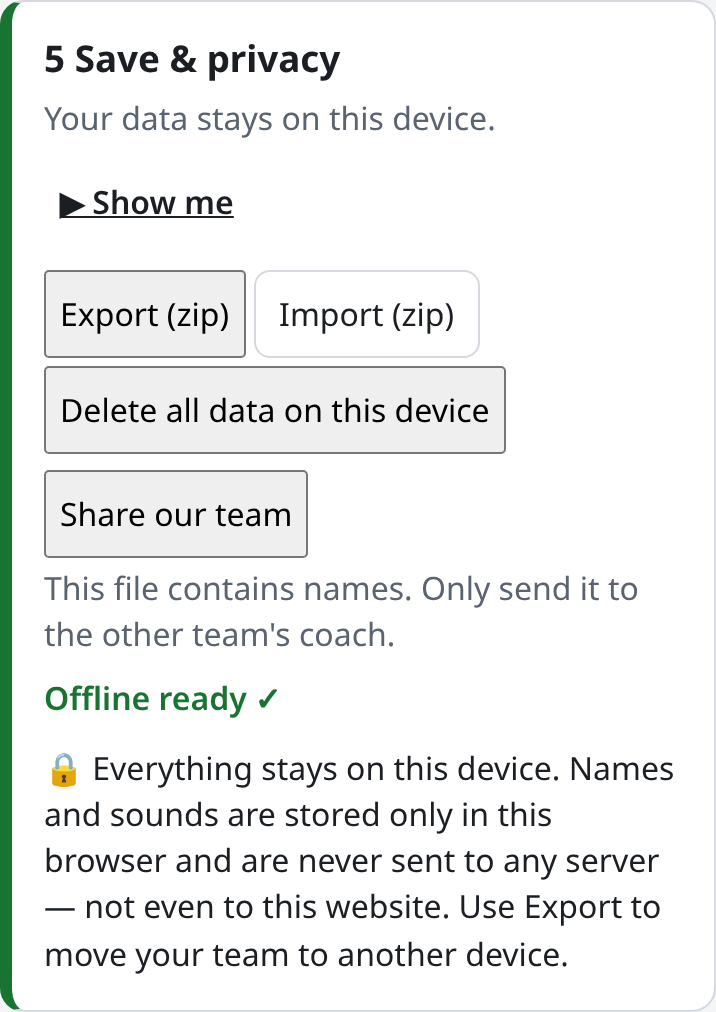 5 Save & privacy
Your data stays on this device.
▶ Show me
Export (zip)
Import (zip)
Delete all data on this device
Share our team
This file contains names. Only send it to
the other team's coach.
Offline ready ✓
🔒 Everything stays on this device. Names
and sounds are stored only in this
browser and are never sent to any server
— not even to this website. Use Export to
move your team to another device.